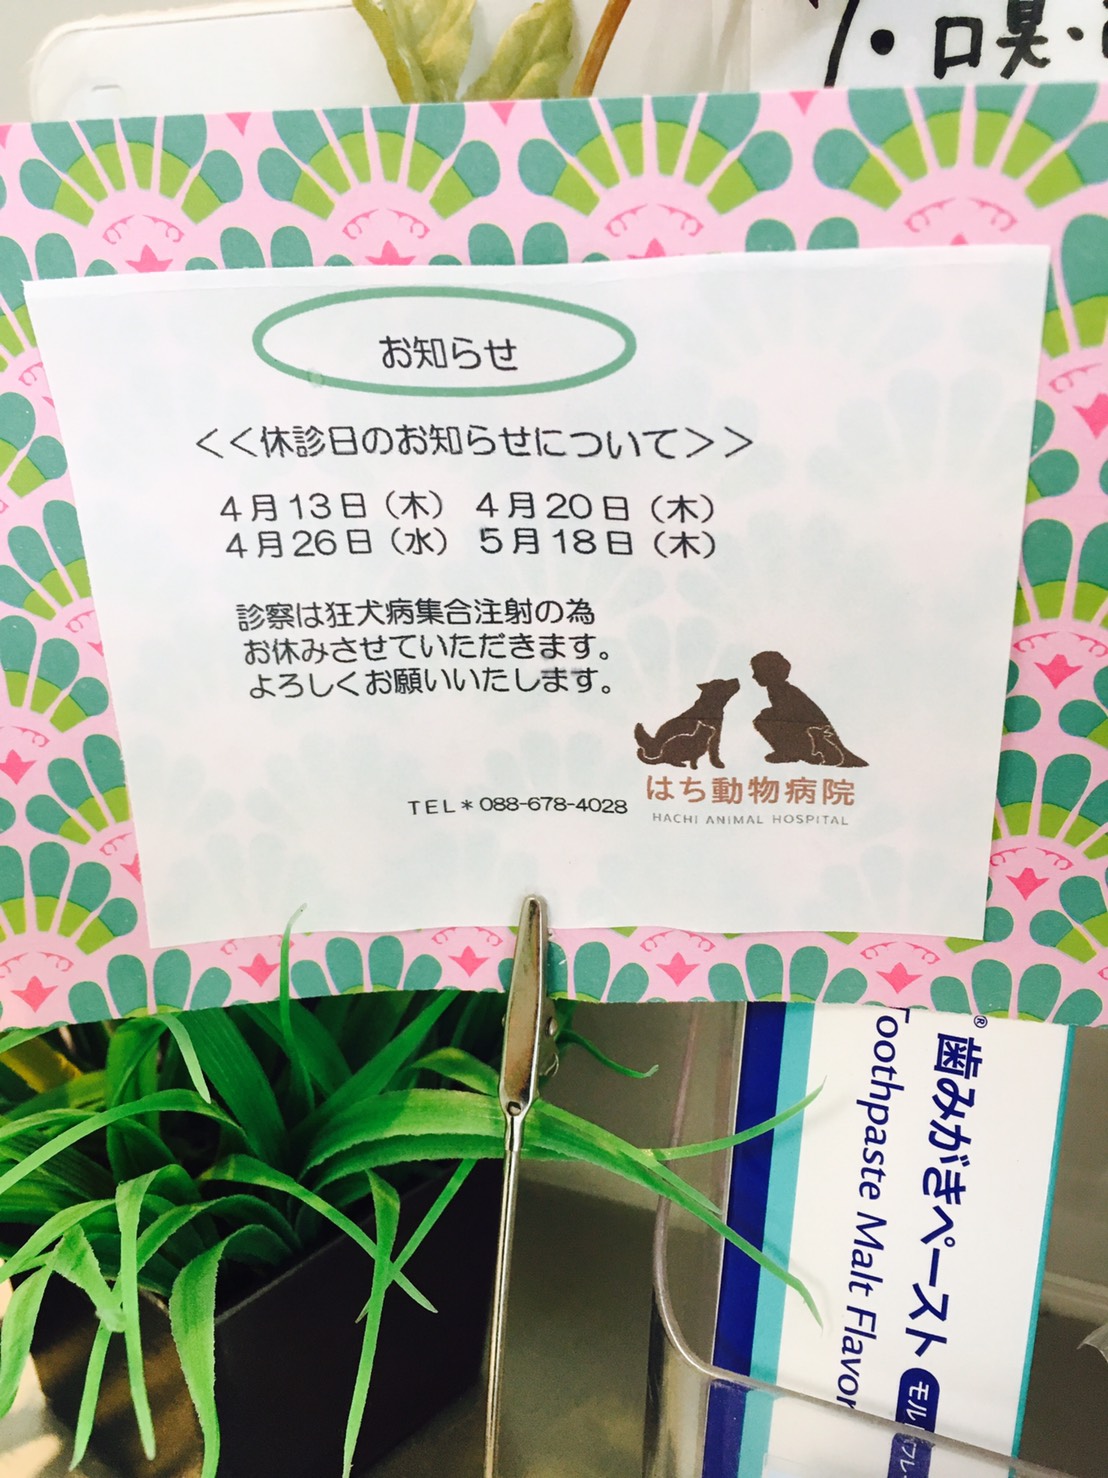 ・口臭・
お知らせ
＜＜休診日のお知らせについて＞＞
4月13日（木） 4月20日（木）
4月26日（水） 5月18日（木）
診察は狂犬病集合注射の為
お休みさせていただきます。
よろしくお願いいたします。
TEL＊088-678-4028
はち動物病院
HACHI ANIMAL HOSPITAL
®歯みがきペースト
Toothpaste Malt Flavor